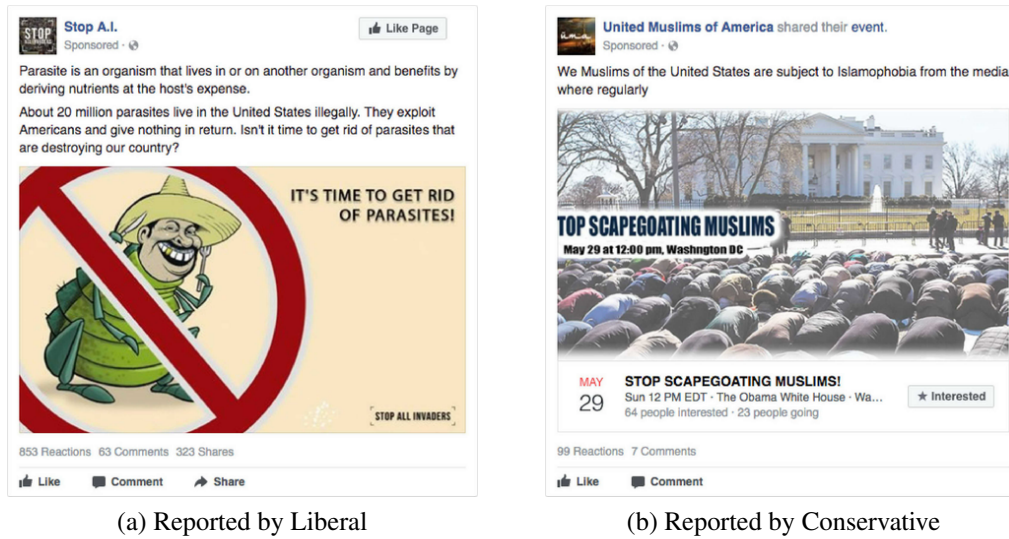 STOP
Stop A.I.
Sponsored ·
Like Page
Parasite is an organism that lives in or on another organism and benefits by
deriving nutrients at the host's expense.
About 20 million parasites live in the United States illegally. They exploit
Americans and give nothing in return. Isn't it time to get rid of parasites that
are destroying our country?
IT'S TIME TO GET RID
OF PARASITES!
STOP ALL INVADERS
853 Reactions 63 Comments 323 Shares
Like Comment Share
(a) Reported by Liberal
uma
United Muslims of America shared their event.
Sponsored ·
We Muslims of the United States are subject to Islamophobia from the media
where regularly
TOP SCAPEGOATING MUSLIMS
May 29 at 12:00 pm, Washngton DC
MAY
29
STOP SCAPEGOATING MUSLIMS!
Sun 12 PM EDT · The Obama White House · Wa...
64 people interested · 23 people going
Interested
99 Reactions 7 Comments
Like Comment
(b) Reported by Conservative